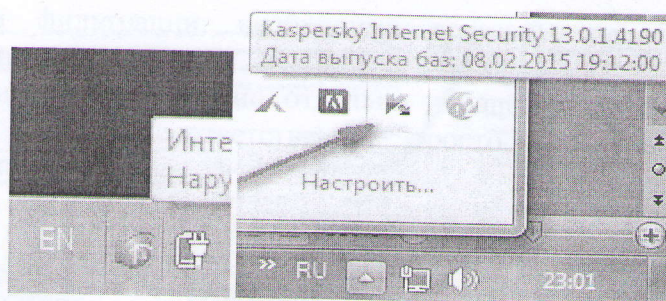 Kaspersky Internet Security 13.0.1.4190
Дата выпуска баз: 08.02.2015 19:12:00
Инте
Нару
Настроить...
EN
RU
23:01